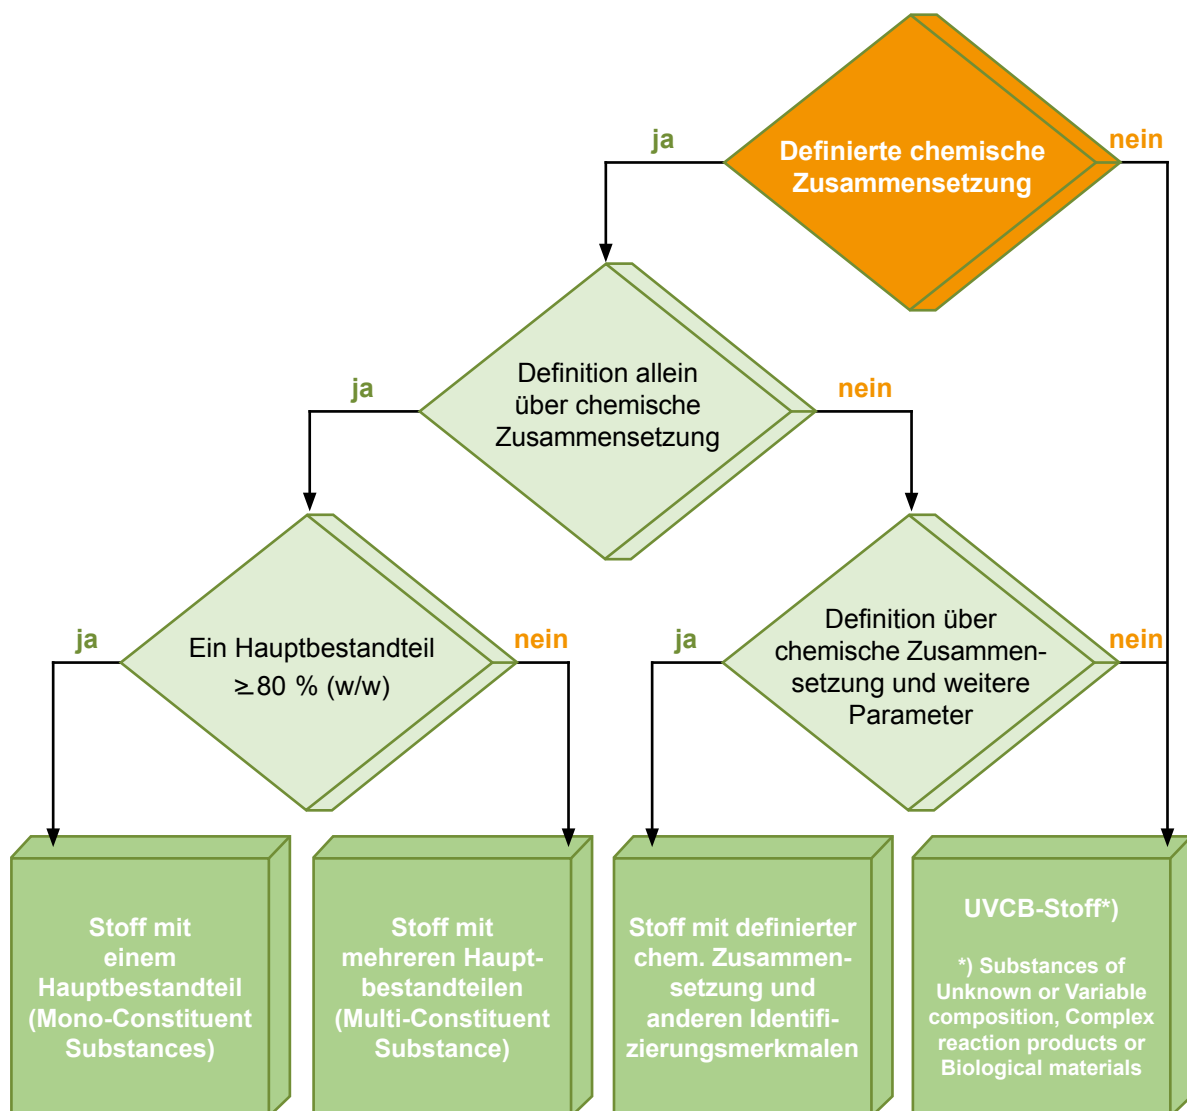 ja
Definierte chemische
Zusammensetzung
nein
ja
Definition allein
über chemische
Zusammensetzung
nein
ja
Ein Hauptbestandteil
≥ 80 % (w/w)
nein
ja
Definition über
chemische Zusammen-
setzung und weitere
Parameter
nein
Stoff mit
einem
Hauptbestandteil
(Mono-Constituent
Substances)
Stoff mit
mehreren Haupt-
bestandteilen
(Multi-Constituent
Substance)
Stoff mit definierter
chem. Zusammen-
setzung und
anderen Identifi-
zierungsmerkmalen
UVCB-Stoff*)
*) Substances of
Unknown or Variable
composition, Complex
reaction products or
Biological materials